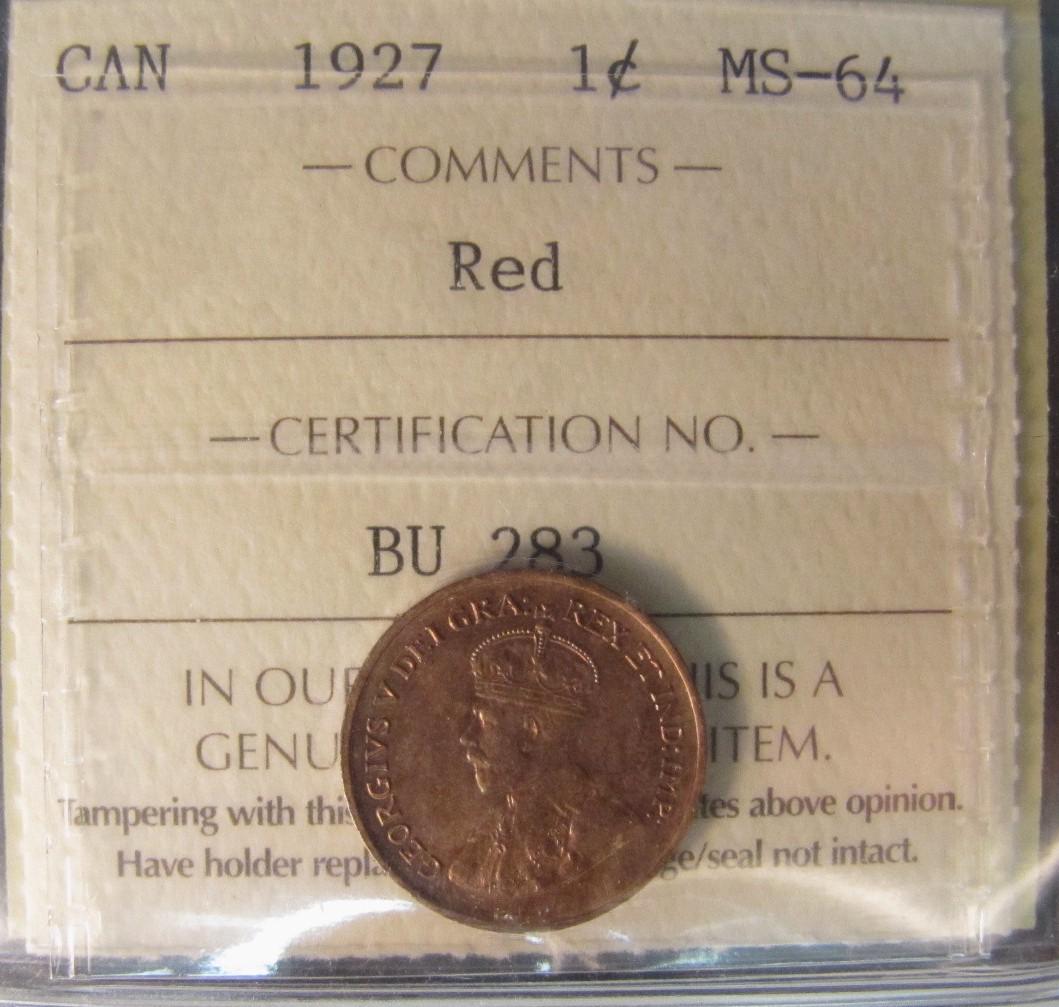 CAN 1927 1¢ MS-64
— COMMENTS —
Red
— CERTIFICATION NO. —
BU 283
IN OUR IS IS A
GENU ITEM.
Tampering with this tes above opinion.
Have holder repla ge/seal not intact.
GEORGIVS V DEI GRA: REX ET IND: IMP: